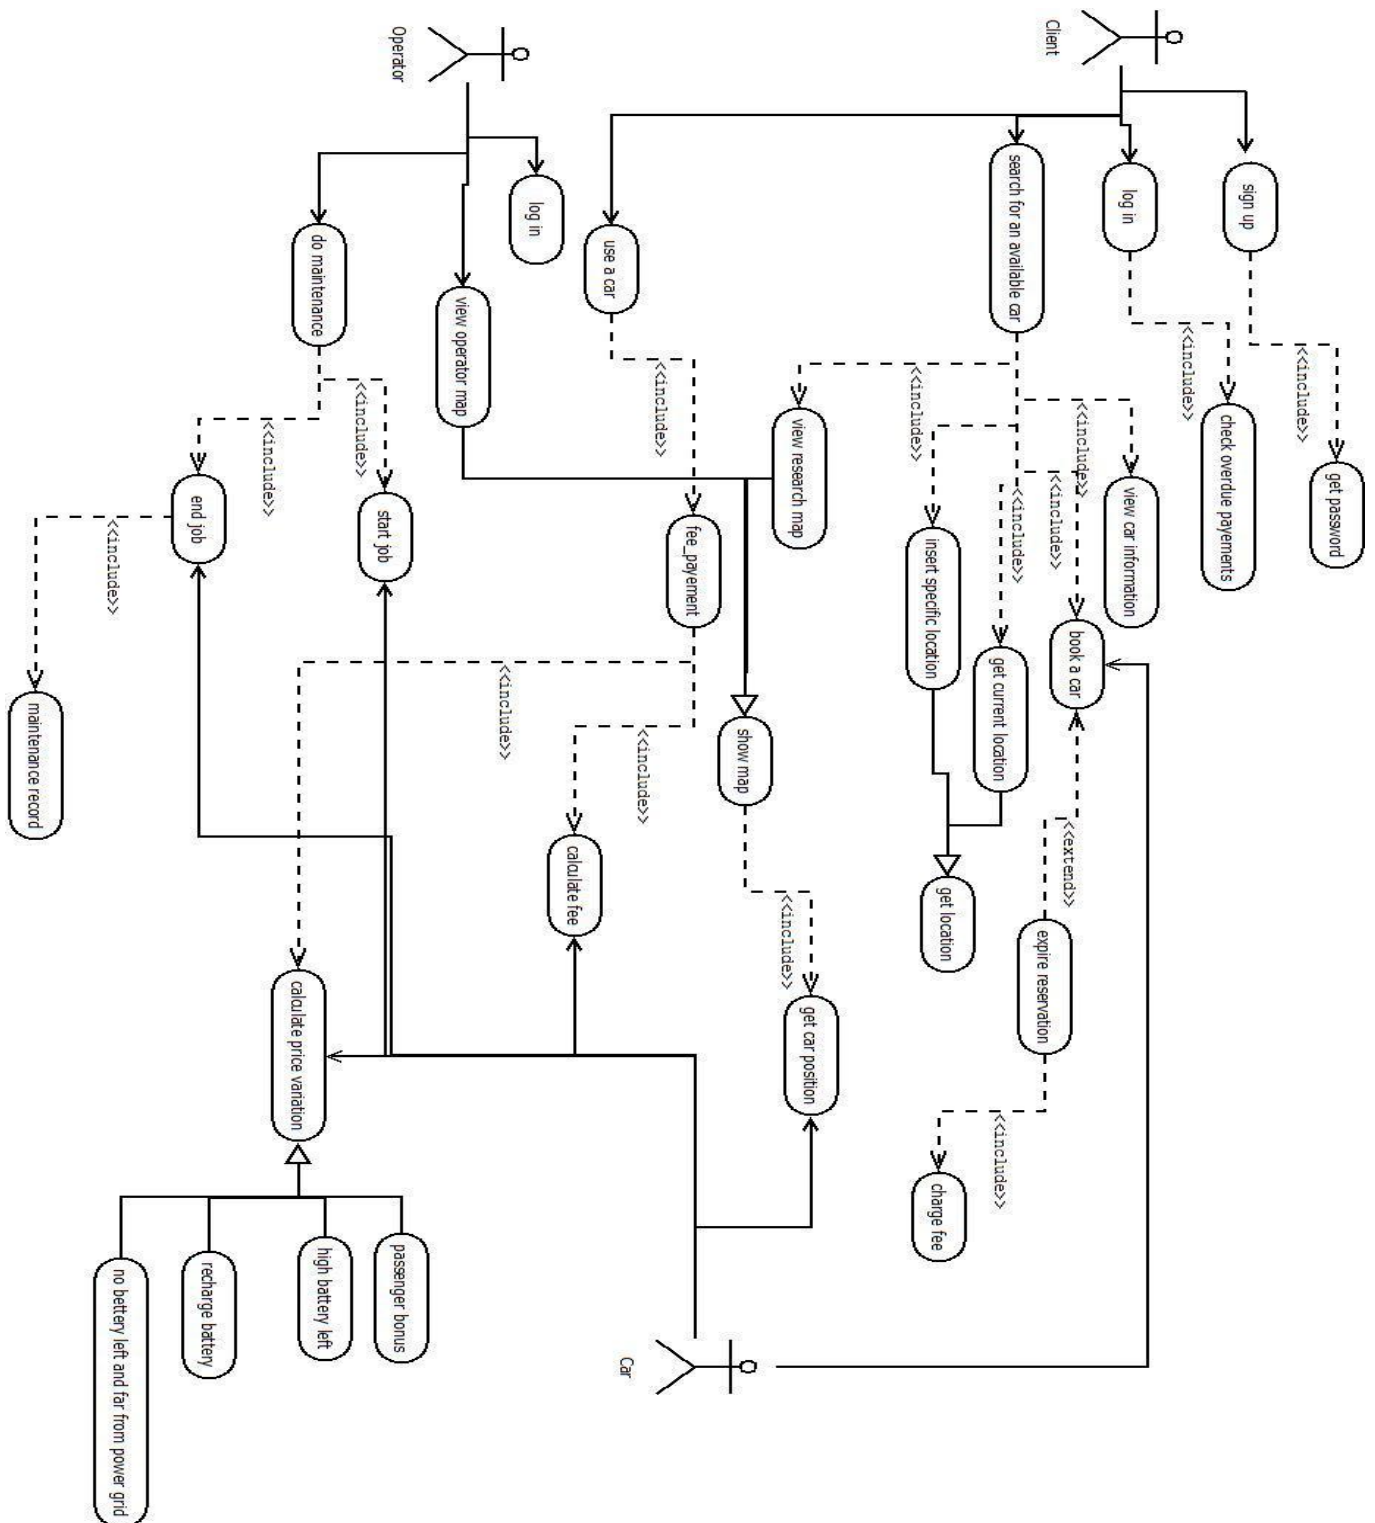 sign up
<<include>>
get password
log in
<<include>>
check overdue payements
<<include>>
view car information
<<include>>
book a car
Client
<<extend>>
search for an available car
<<include>>
expire reservation
get current location
<<include>>
insert specific location
get location
charge fee
<<include>>
view research map
<<include>>
get car position
show map
<<include>>
fee_payement
<<include>>
Car
use a car
calculate fee
log in
<<include>>
view operator map
Operator
start job
passenger bonus
<<include>>
do maintenance
high battery left
calculate price variation
<<include>>
end job
recharge battery
<<include>>
no bettery left and far from power grid
maintenance record